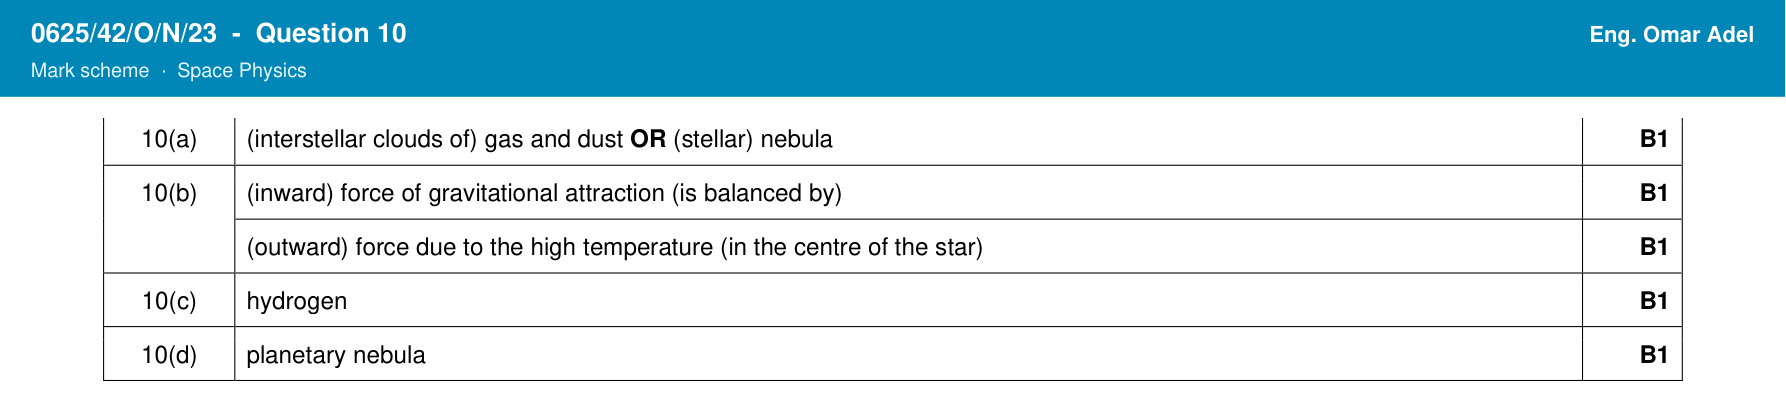 0625/42/O/N/23 - Question 10
Eng. Omar Adel
Mark scheme · Space Physics
10(a) (interstellar clouds of) gas and dust OR (stellar) nebula B1
10(b) (inward) force of gravitational attraction (is balanced by) B1
(outward) force due to the high temperature (in the centre of the star) B1
10(c) hydrogen B1
10(d) planetary nebula B1